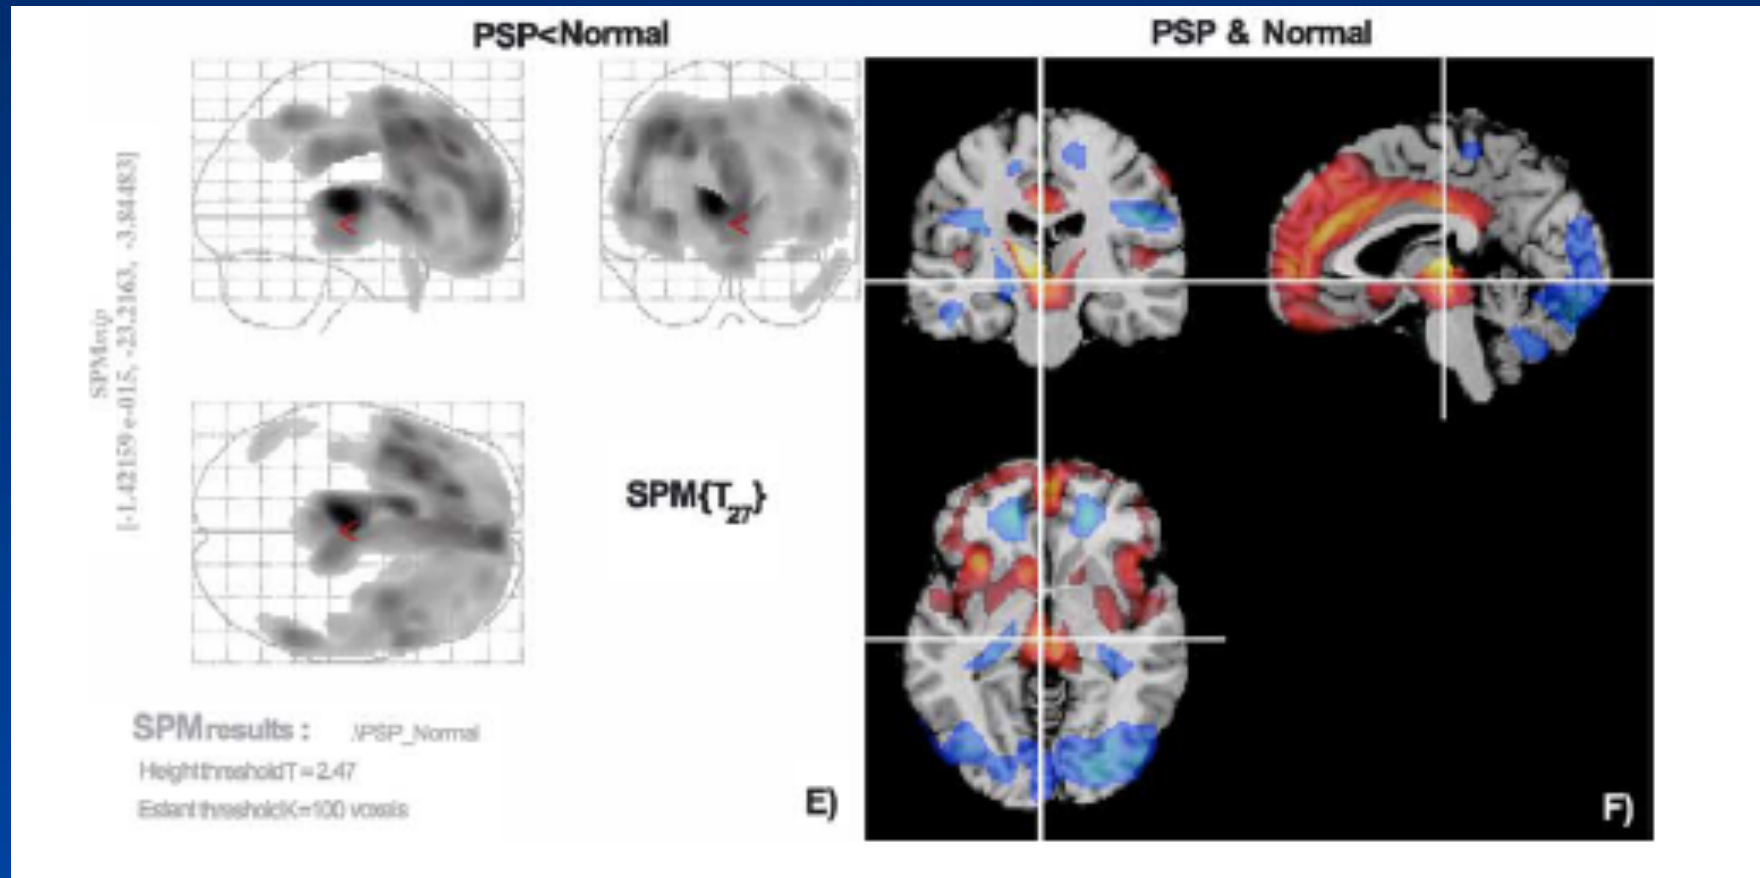 PSP<Normal
PSP & Normal
SPMmip
[-1.42159 e-015, -23.2163, -3.84483]
SPM{T27}
SPMresults : .\PSP_Normal
Height threshold T = 2.47
Extent threshold K = 100 voxels
E)
F)